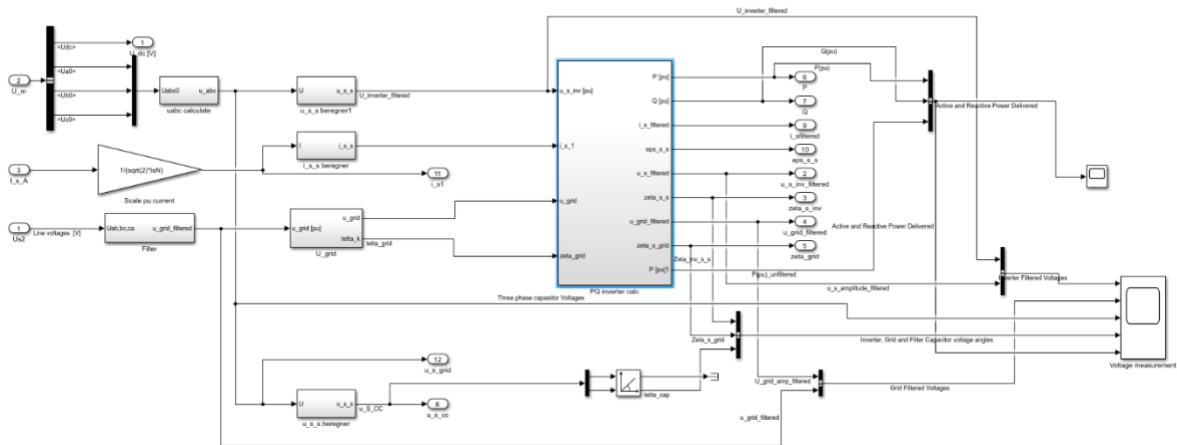 U_inverter_filtered
<Udc>
1
U_dc [V]
Q(pu)
P(pu)
2
U_m
<Ua0>
<Ub0>
<Uc0>
Uabc0
u_abc
uabc calculate
U
u_s_s
u_s_s beregner1
U_inverter_filtered
u_s_inv [pu]
P [pu]
6
P
Q [pu]
7
Q
Active and Reactive Power Delivered
i_s_filtered
9
i_sfiltered
3
I_s_A
1/(sqrt(2)*IsN)
Scale pu current
I
i_s_s
i_s_s beregner
i_s_1
eps_s_s
10
eps_s_s
11
i_s1
u_s_filtered
2
u_s_inv_filtered
zeta_s_s
3
zeta_s_inv
1
Us2
Line voltages [V]
Uab,bc,ca
u_grid_filtered
Filter
u_grid [pu]
u_grid
tetta_k
U_grid
tetta_grid
u_grid
u_grid_filtered
4
u_grid_filtered
Active and Reactive Power Delivered
zeta_grid
zeta_s_grid
5
zeta_grid
Zeta_inv_s_s
P [pu]1
P(pu)_unfiltered
PQ inverter calc
Inverter Filtered Voltages
u_s_amplitude_filtered
Three phase capacitor Voltages
Zeta_s_grid
Inverter, Grid and Filter Capacitor voltage angles
Voltage measurement
12
u_s_grid
U
u_s_s
u_s_s beregner
u_S_CC
8
u_s_cc
tetta_cap
U_grid_amp_filtered
Grid Filtered Voltages
u_grid_filtered